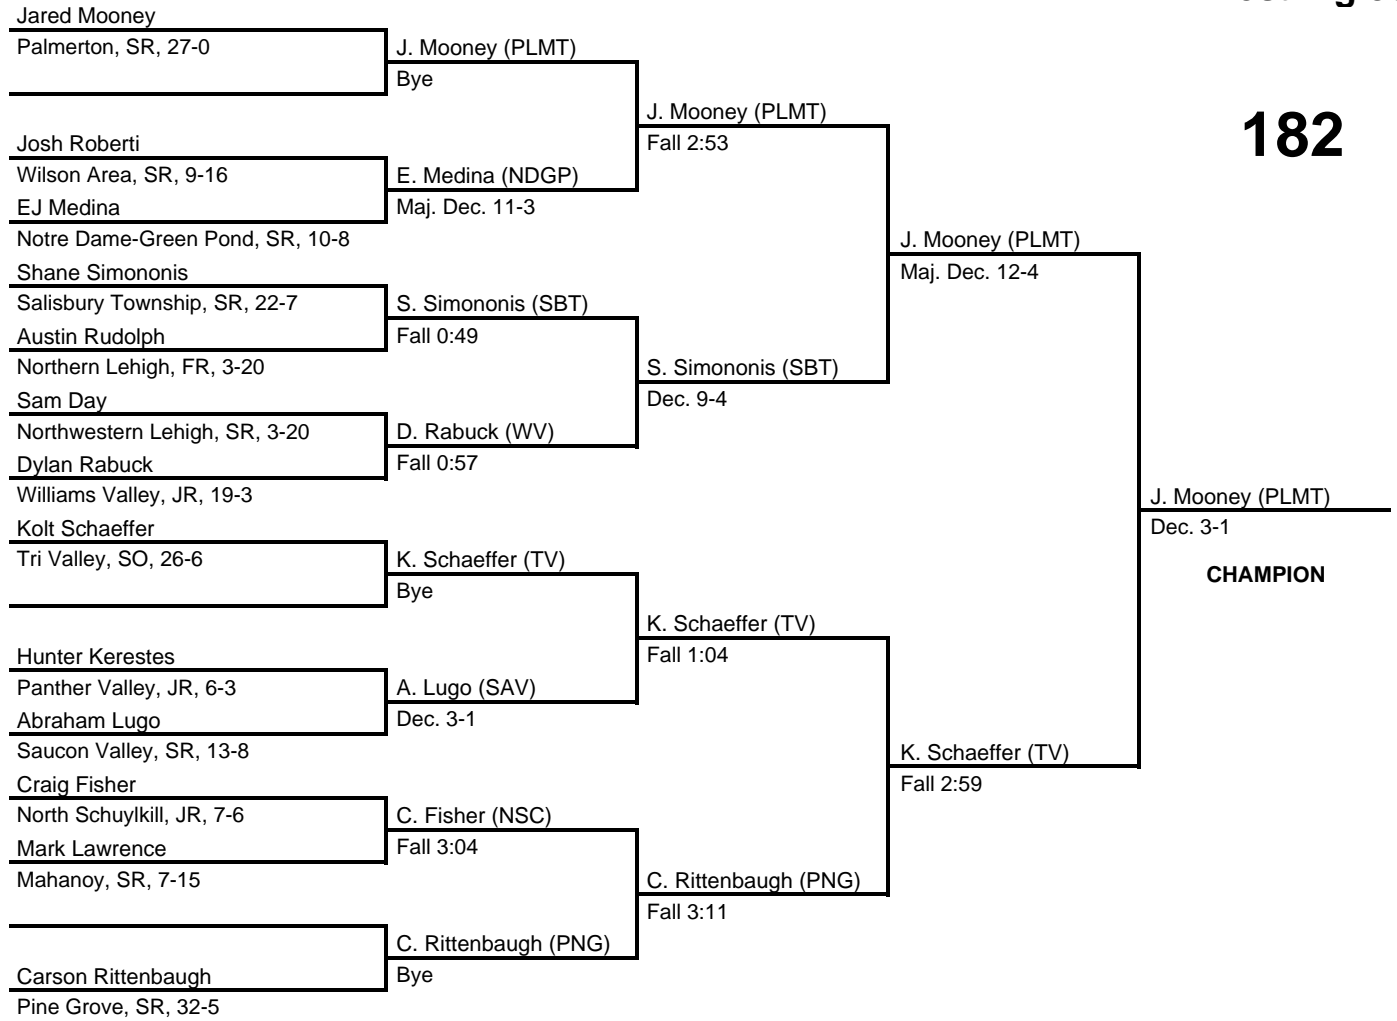 Jared Mooney
Palmerton, SR, 27-0
J. Mooney (PLMT)
Bye
J. Mooney (PLMT)
Fall 2:53
182
Josh Roberti
Wilson Area, SR, 9-16
EJ Medina
Notre Dame-Green Pond, SR, 10-8
E. Medina (NDGP)
Maj. Dec. 11-3
J. Mooney (PLMT)
Maj. Dec. 12-4
Shane Simononis
Salisbury Township, SR, 22-7
Austin Rudolph
Northern Lehigh, FR, 3-20
S. Simononis (SBT)
Fall 0:49
S. Simononis (SBT)
Dec. 9-4
Sam Day
Northwestern Lehigh, SR, 3-20
Dylan Rabuck
Williams Valley, JR, 19-3
D. Rabuck (WV)
Fall 0:57
J. Mooney (PLMT)
Dec. 3-1
CHAMPION
Kolt Schaeffer
Tri Valley, SO, 26-6
K. Schaeffer (TV)
Bye
K. Schaeffer (TV)
Fall 1:04
Hunter Kerestes
Panther Valley, JR, 6-3
Abraham Lugo
Saucon Valley, SR, 13-8
A. Lugo (SAV)
Dec. 3-1
K. Schaeffer (TV)
Fall 2:59
Craig Fisher
North Schuylkill, JR, 7-6
Mark Lawrence
Mahanoy, SR, 7-15
C. Fisher (NSC)
Fall 3:04
C. Rittenbaugh (PNG)
Fall 3:11
C. Rittenbaugh (PNG)
Bye
Carson Rittenbaugh
Pine Grove, SR, 32-5